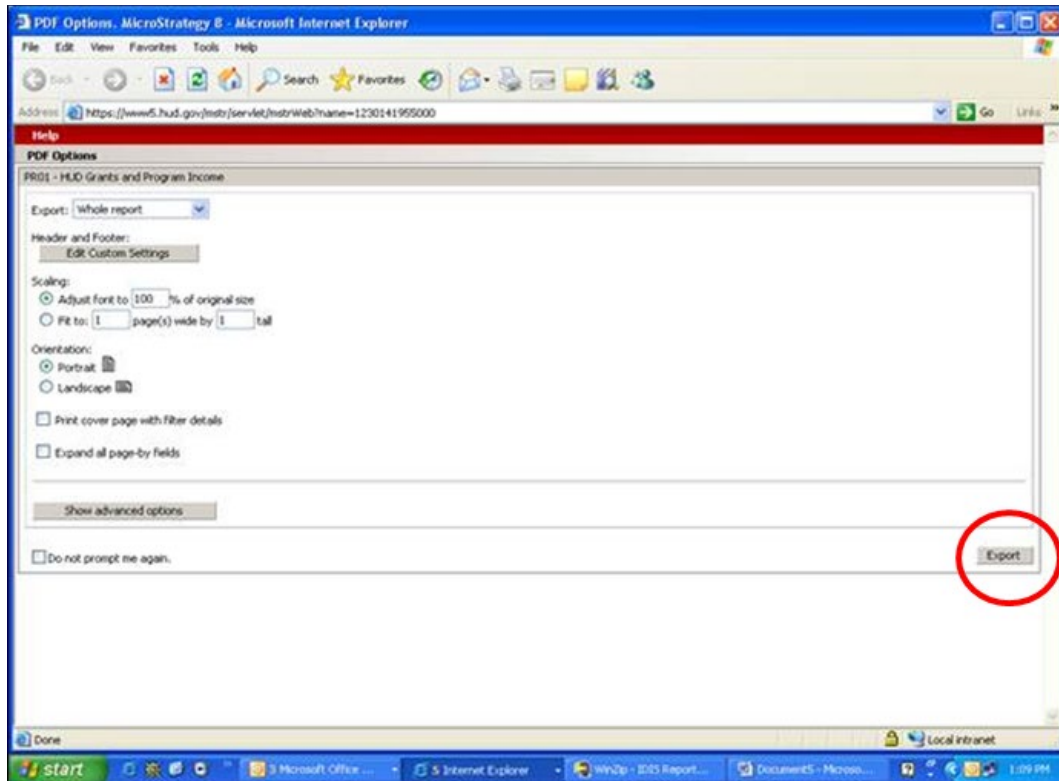 PDF Options. MicroStrategy 8 - Microsoft Internet Explorer
File Edit View Favorites Tools Help
Back Search Favorites
Address https://www5.hud.gov/mstr/servlet/mstrWeb?name=1230141955000 Go Links »
Help
PDF Options
PR01 - HUD Grants and Program Income
Export: Whole report
Header and Footer:
Edit Custom Settings
Scaling:
Adjust font to 100 % of original size
Fit to: 1 page(s) wide by 1 tall
Orientation:
Portrait
Landscape
Print cover page with filter details
Expand all page-by fields
Show advanced options
Do not prompt me again. Export
Done Local intranet
start 3 Microsoft Office ... 5 Internet Explorer WinZip - IDIS Report... Document5 - Microso... 1:09 PM